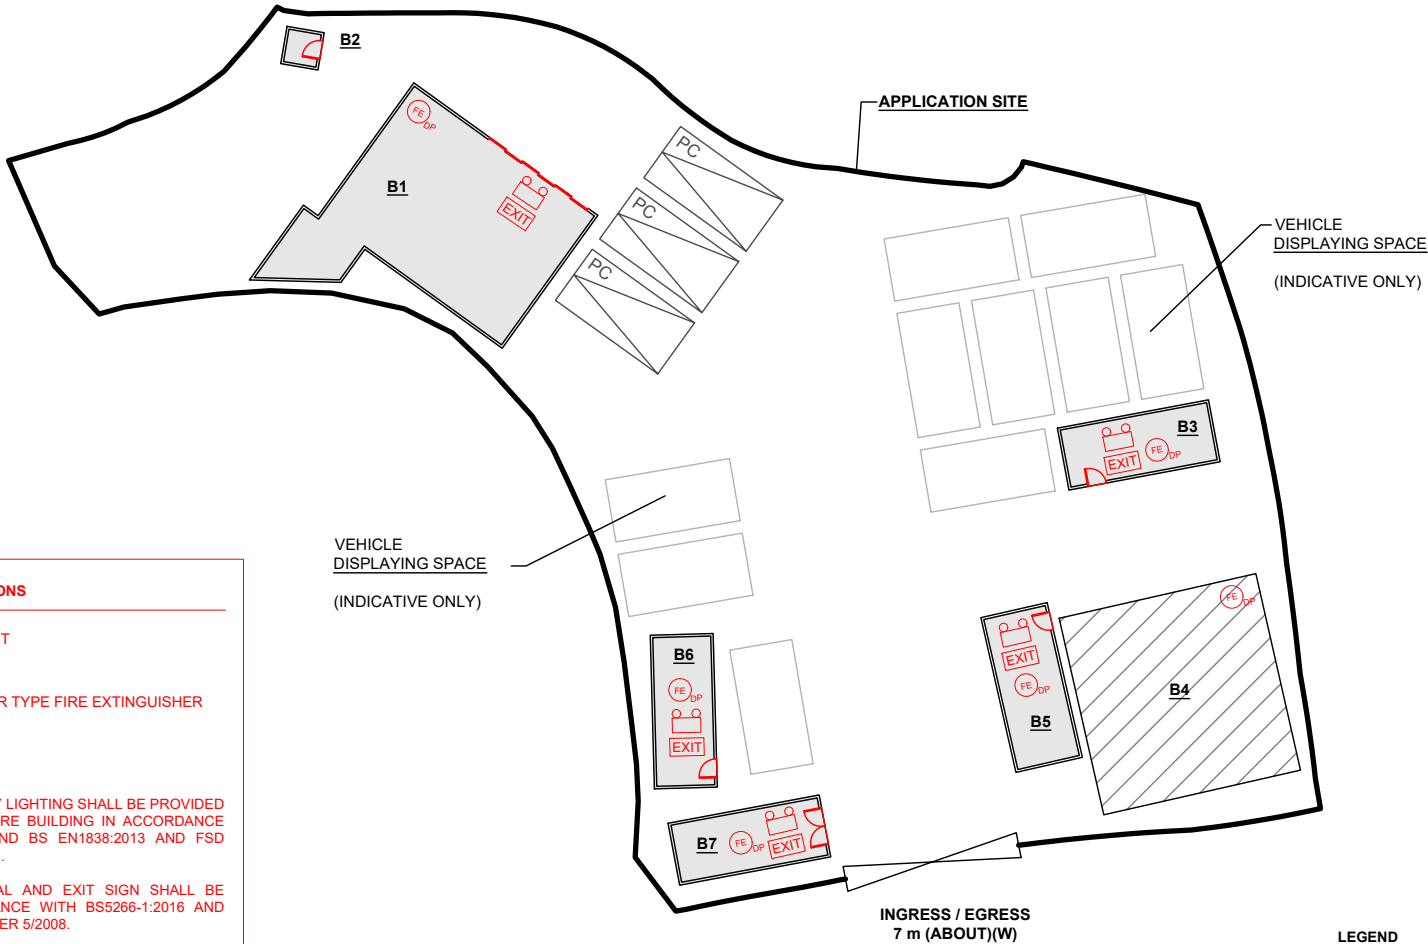 B2
APPLICATION SITE
FE
DP
B1
EXIT
PC
PC
PC
VEHICLE
DISPLAYING SPACE
(INDICATIVE ONLY)
B3
EXIT
FE
DP
VEHICLE
DISPLAYING SPACE
(INDICATIVE ONLY)
ONS
T
R TYPE FIRE EXTINGUISHER
LIGHTING SHALL BE PROVIDED
RE BUILDING IN ACCORDANCE
ND BS EN1838:2013 AND FSD
.
AL AND EXIT SIGN SHALL BE
NCE WITH BS5266-1:2016 AND
ER 5/2008.
B6
FE
DP
EXIT
EXIT
FE
DP
B5
FE
DP
B4
B7
FE
DP
EXIT
INGRESS / EGRESS
7 m (ABOUT)(W)
LEGEND